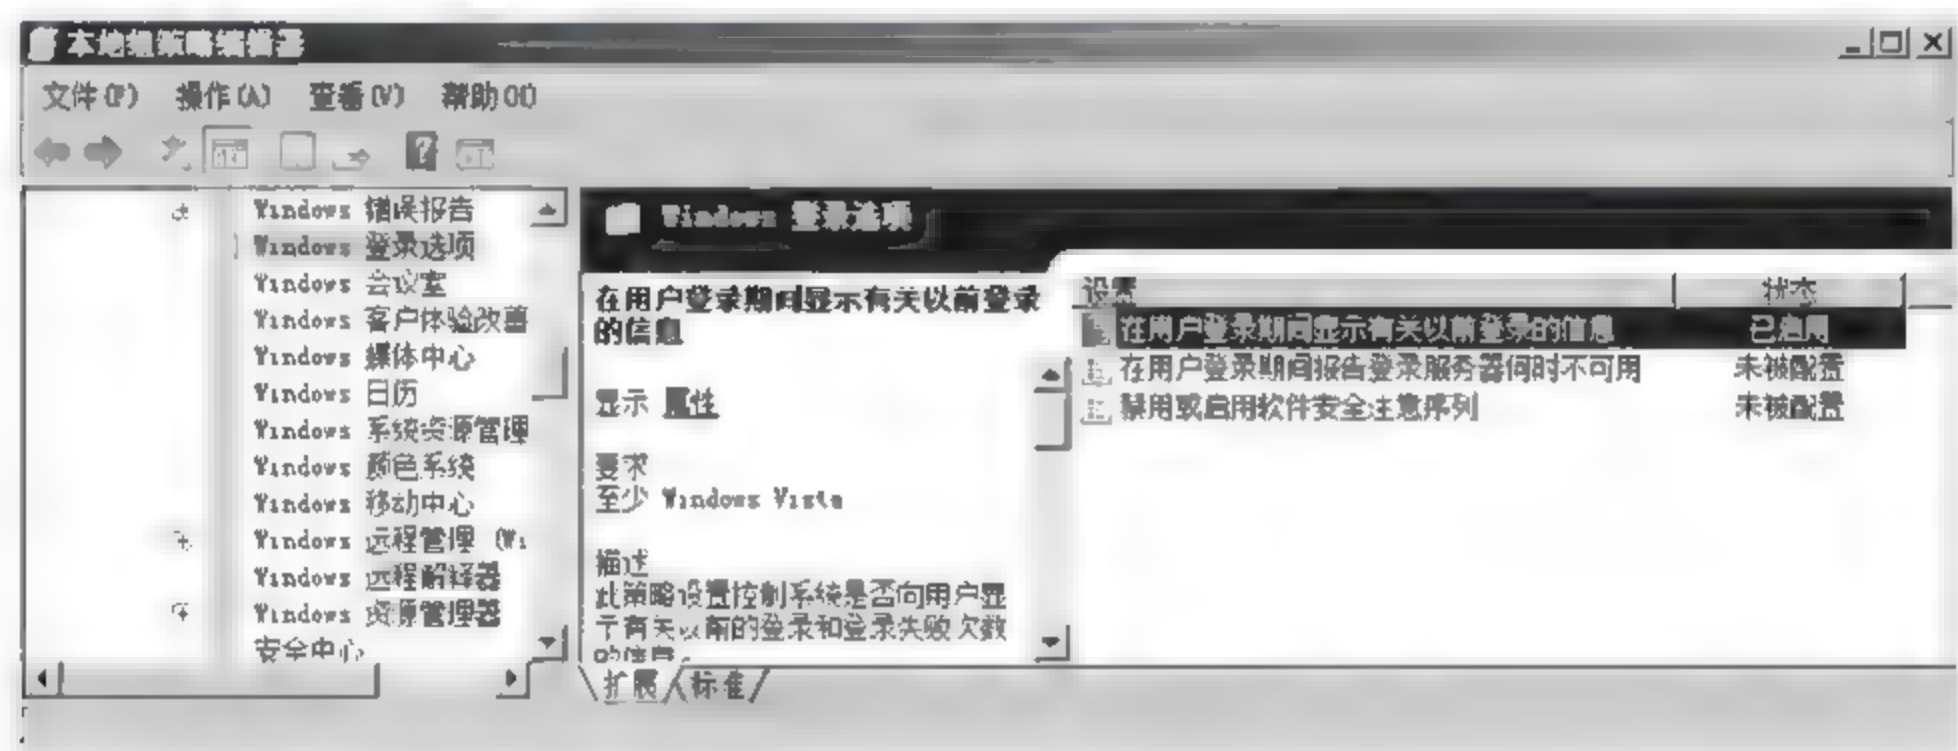 本地组策略编辑器
文件(F) 操作(A) 查看(V) 帮助(H)
Windows 错误报告
Windows 登录选项
Windows 会议室
Windows 客户体验改善
Windows 媒体中心
Windows 日历
Windows 系统资源管理
Windows 颜色系统
Windows 移动中心
Windows 远程管理 (Wi
Windows 远程解释器
Windows 资源管理器
安全中心
Windows 登录选项
在用户登录期间显示有关以前登录
的信息
显示 属性
要求
至少 Windows Vista
描述
此策略设置控制系统是否向用户显
示有关以前的登录和登录失败次数
的信息。
扩展 标准
设置 状态
在用户登录期间显示有关以前登录的信息 已启用
在用户登录期间报告登录服务器何时不可用 未被配置
禁用或启用软件安全注意序列 未被配置